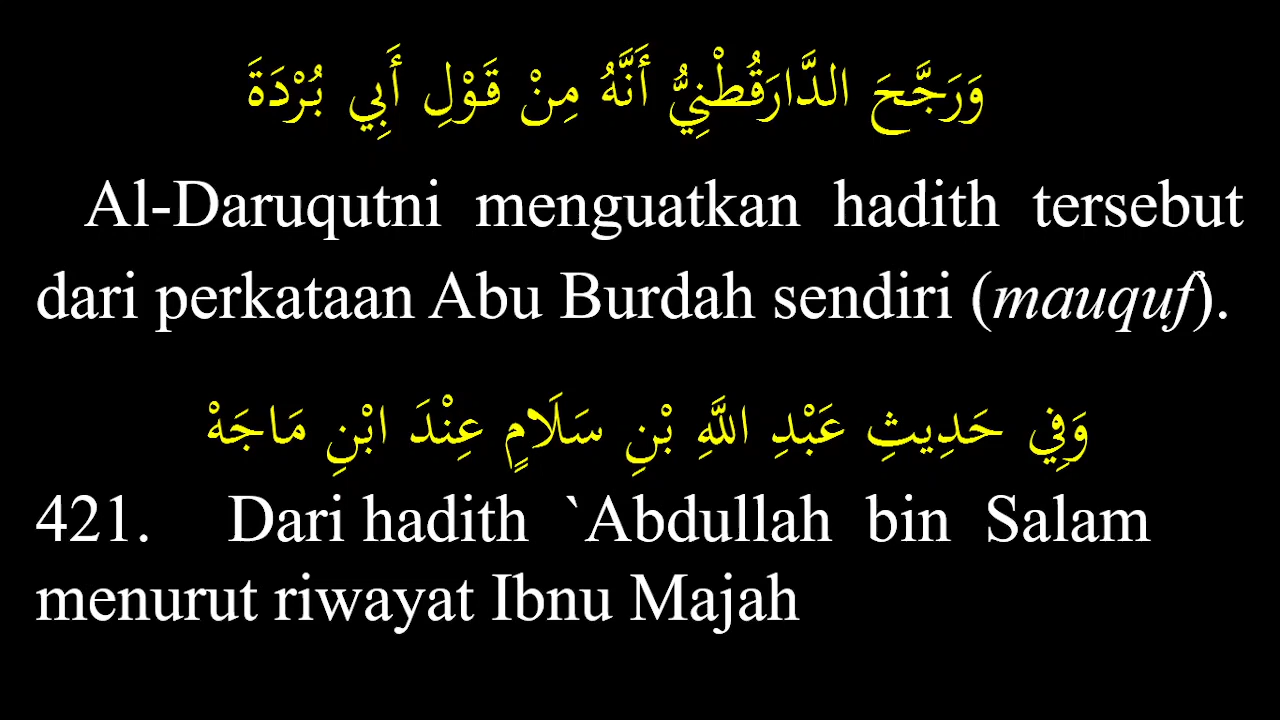 وَرَجَّحَ الدَّارَقُطْنِيُّ أَنَّهُ مِنْ قَوْلِ أَبِي بُرْدَةَ
Al-Daruqutni menguatkan hadith tersebut
dari perkataan Abu Burdah sendiri (mauquf).
وَفِي حَدِيثِ عَبْدِ اللَّهِ بْنِ سَلَامٍ عِنْدَ ابْنِ مَاجَهْ
421. Dari hadith `Abdullah bin Salam
menurut riwayat Ibnu Majah